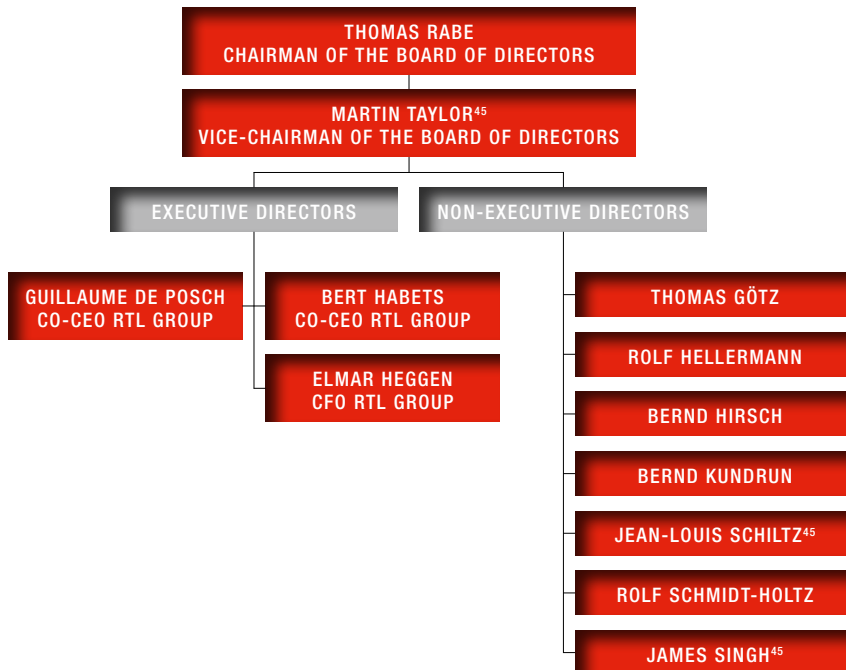 THOMAS RABE
CHAIRMAN OF THE BOARD OF DIRECTORS
MARTIN TAYLOR⁴⁵
VICE-CHAIRMAN OF THE BOARD OF DIRECTORS
EXECUTIVE DIRECTORS
NON-EXECUTIVE DIRECTORS
GUILLAUME DE POSCH
CO-CEO RTL GROUP
BERT HABETS
CO-CEO RTL GROUP
ELMAR HEGGEN
CFO RTL GROUP
THOMAS GÖTZ
ROLF HELLERMANN
BERND HIRSCH
BERND KUNDRUN
JEAN-LOUIS SCHILTZ⁴⁵
ROLF SCHMIDT-HOLTZ
JAMES SINGH⁴⁵